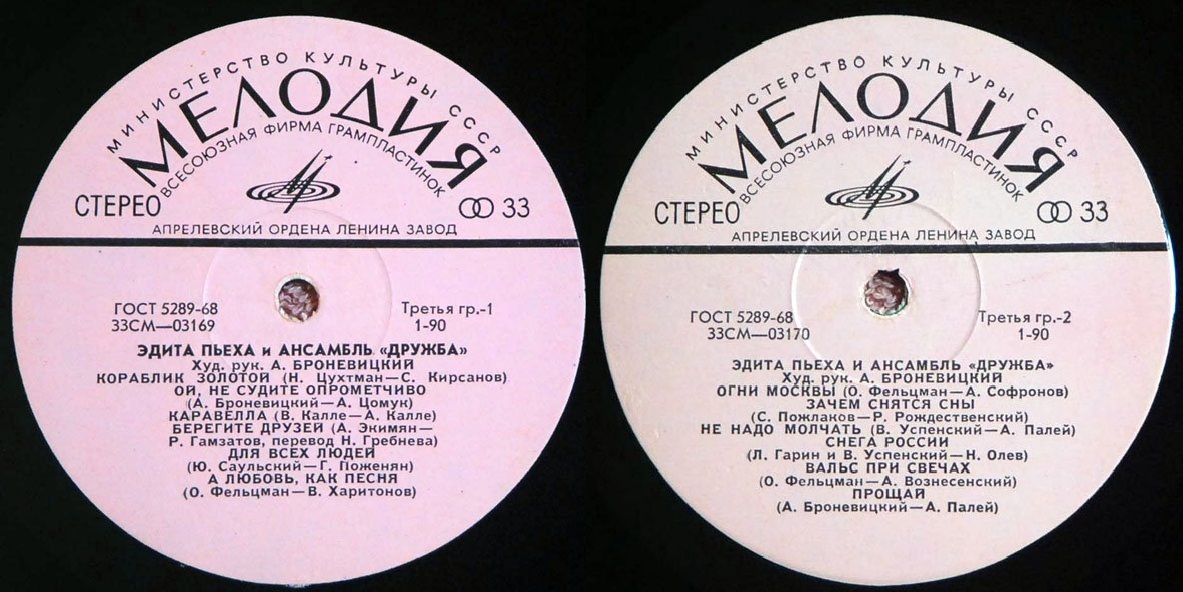 МИНИСТЕРСТВО КУЛЬТУРЫ СССР
МЕЛОДИЯ
ВСЕСОЮЗНАЯ ФИРМА ГРАМПЛАСТИНОК
СТЕРЕО
33
АПРЕЛЕВСКИЙ ОРДЕНА ЛЕНИНА ЗАВОД
ГОСТ 5289-68
Третья гр.-1
33СМ—03169
1-90
ЭДИТА ПЬЕХА и АНСАМБЛЬ «ДРУЖБА»
Худ. рук. А. БРОНЕВИЦКИЙ
КОРАБЛИК ЗОЛОТОЙ (Н. Цухтман—С. Кирсанов)
ОЙ, НЕ СУДИТЕ ОПРОМЕТЧИВО
(А. Броневицкий—А. Цомук)
КАРАВЕЛЛА (В. Калле—А. Калле)
БЕРЕГИТЕ ДРУЗЕЙ (А. Экимян—
Р. Гамзатов, перевод Н. Гребнева)
ДЛЯ ВСЕХ ЛЮДЕЙ
(Ю. Саульский—Г. Поженян)
А ЛЮБОВЬ, КАК ПЕСНЯ
(О. Фельцман—В. Харитонов)
МИНИСТЕРСТВО КУЛЬТУРЫ СССР
МЕЛОДИЯ
ВСЕСОЮЗНАЯ ФИРМА ГРАМПЛАСТИНОК
СТЕРЕО
33
АПРЕЛЕВСКИЙ ОРДЕНА ЛЕНИНА ЗАВОД
ГОСТ 5289-68
Третья гр.-2
33СМ—03170
1-90
ЭДИТА ПЬЕХА и АНСАМБЛЬ «ДРУЖБА»
Худ. рук. А. БРОНЕВИЦКИЙ
ОГНИ МОСКВЫ (О. Фельцман—А. Софронов)
ЗАЧЕМ СНЯТСЯ СНЫ
(С. Пожлаков—Р. Рождественский)
НЕ НАДО МОЛЧАТЬ (В. Успенский—А. Палей)
СНЕГА РОССИИ
(Л. Гарин и В. Успенский—Н. Олев)
ВАЛЬС ПРИ СВЕЧАХ
(О. Фельцман—А. Вознесенский)
ПРОЩАЙ
(А. Броневицкий—А. Палей)